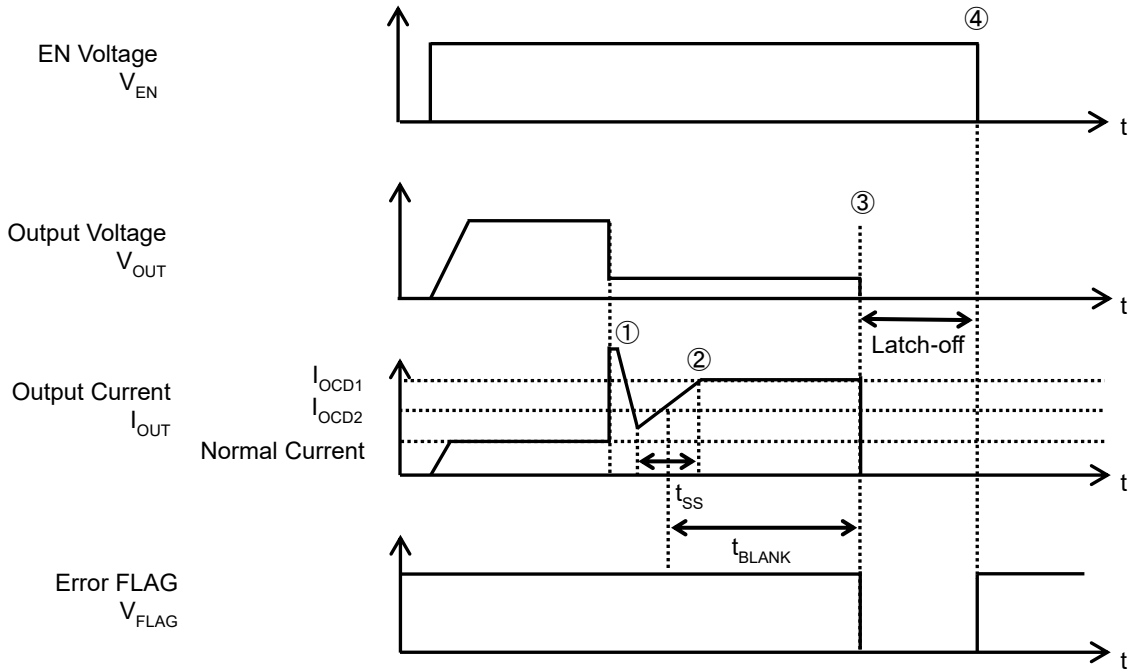 ④
EN Voltage
V_EN
t
③
Output Voltage
V_OUT
t
Latch-off
①
②
I_OCD1
Output Current
I_OCD2
I_OUT
Normal Current
t
t_SS
t_BLANK
Error FLAG
V_FLAG
t